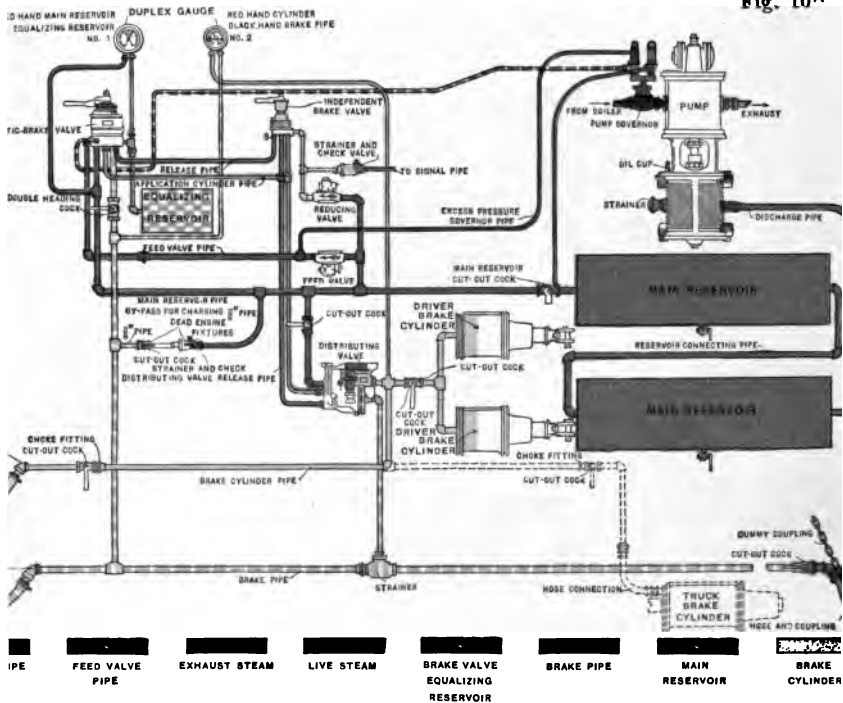 Fig. 10
DUPLEX GAUGE
D HAND MAIN RESERVOIR
EQUALIZING RESERVOIR
NO. 1
RED HAND CYLINDER
BLACK HAND BRAKE PIPE
NO. 2
INDEPENDENT
BRAKE VALVE
TIC-BRAKE VALVE
STRAINER AND
CHECK VALVE
RELEASE PIPE
TO SIGNAL PIPE
APPLICATION CYLINDER PIPE
DOUBLE HEADING
COCK
EQUALIZING
RESERVOIR
REDUCING
VALVE
EXCESS PRESSURE
GOVERNOR PIPE
FROM BOILER
PUMP GOVERNOR
PUMP
EXHAUST
OIL CUP
STRAINER
DISCHARGE PIPE
FEED VALVE PIPE
FEED VALVE
MAIN RESERVOIR
CUT-OUT COCK
MAIN RESERVOIR
MAIN RESERVE-R PIPE
BY-PASS FOR CHARGING
PIPE
DEAD ENGINE
FIXTURES
PIPE
CUT-OUT COCK
STRAINER AND CHECK
DISTRIBUTING VALVE RELEASE PIPE
CUT-OUT COCK
DISTRIBUTING
VALVE
DRIVER
BRAKE
CYLINDER
CUT-OUT COCK
CUT-OUT
COCK
DRIVER
BRAKE
CYLINDER
RESERVOIR CONNECTING PIPE
MAIN RESERVOIR
CHOKE FITTING
CUT-OUT COCK
BRAKE CYLINDER PIPE
CHOKE FITTING
CUT-OUT COCK
BRAKE PIPE
STRAINER
HOSE CONNECTION
TRUCK
BRAKE
CYLINDER
DUMMY COUPLING
CUT-OUT COCK
HOSE AND COUPLING
IPE
FEED VALVE
PIPE
EXHAUST STEAM
LIVE STEAM
BRAKE VALVE
EQUALIZING
RESERVOIR
BRAKE PIPE
MAIN
RESERVOIR
BRAKE
CYLINDER